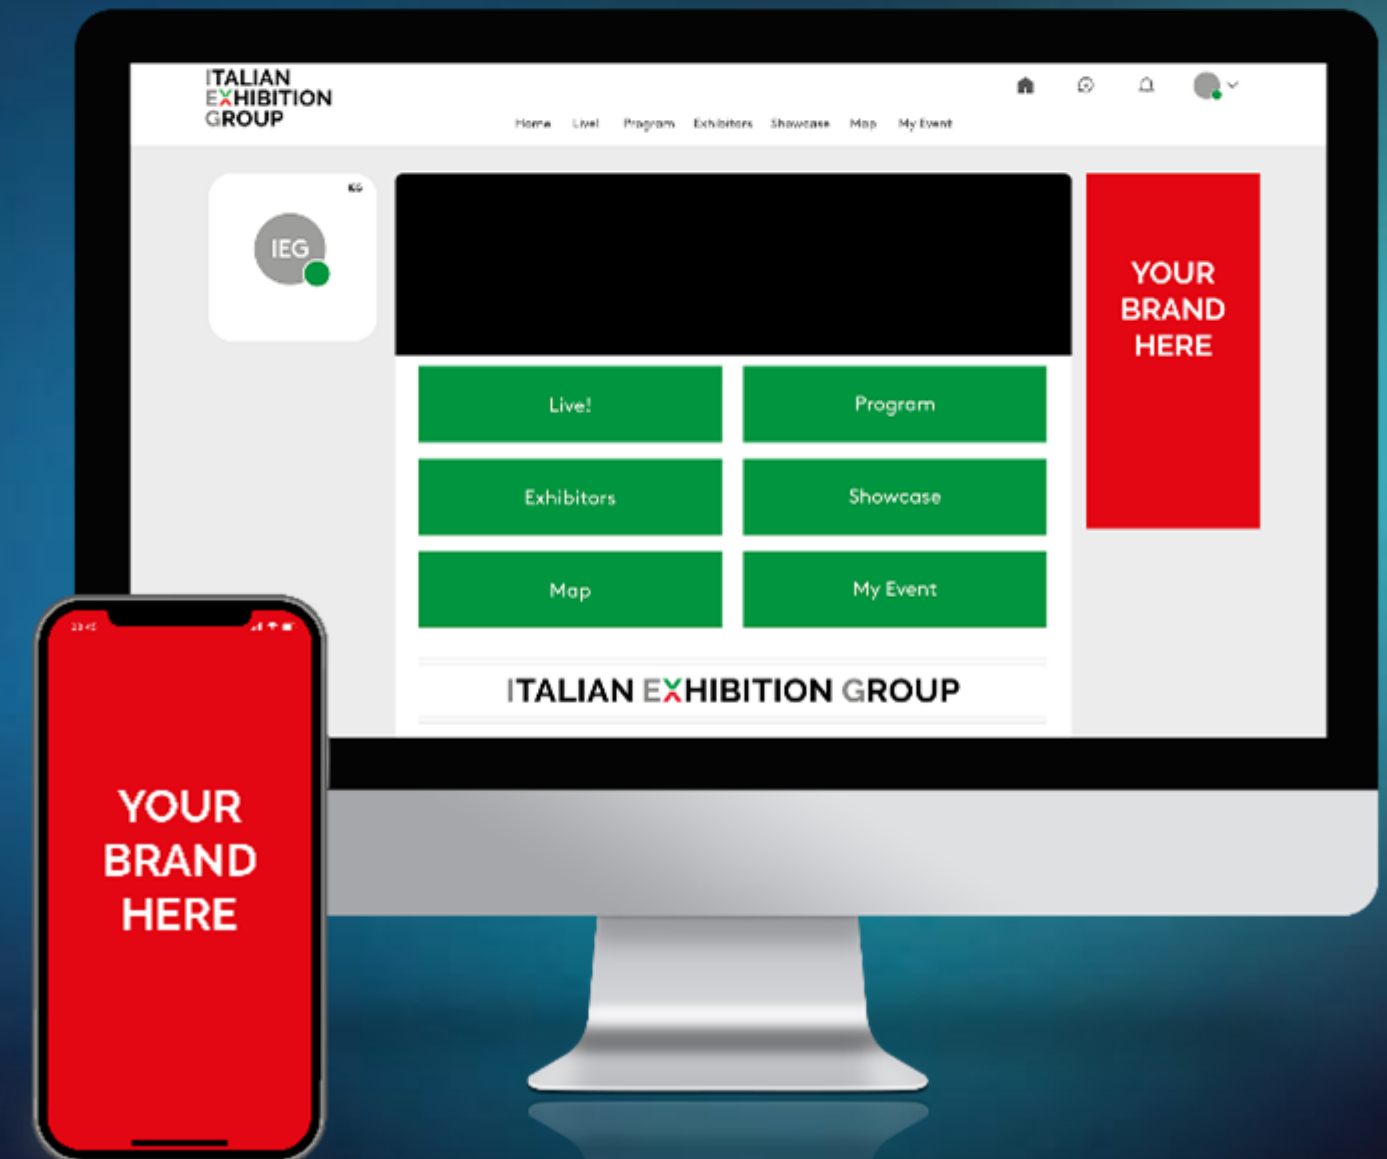 ITALIAN
EXHIBITION
GROUP
Home Live! Program Exhibitors Showcase Map My Event
IEG
IEG
YOUR
BRAND
HERE
Live!
Program
Exhibitors
Showcase
Map
My Event
ITALIAN EXHIBITION GROUP
YOUR
BRAND
HERE